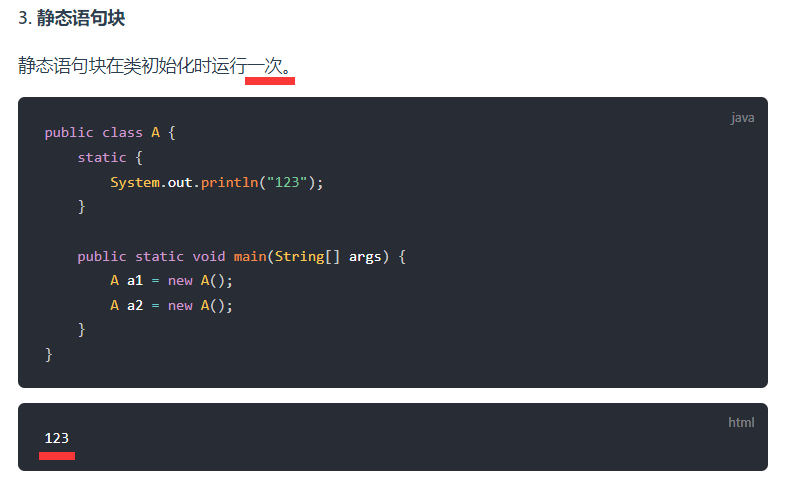 3. 静态语句块
静态语句块在类初始化时运行一次。
java
public class A {
    static {
        System.out.println("123");
    }

    public static void main(String[] args) {
        A a1 = new A();
        A a2 = new A();
    }
}
html
123